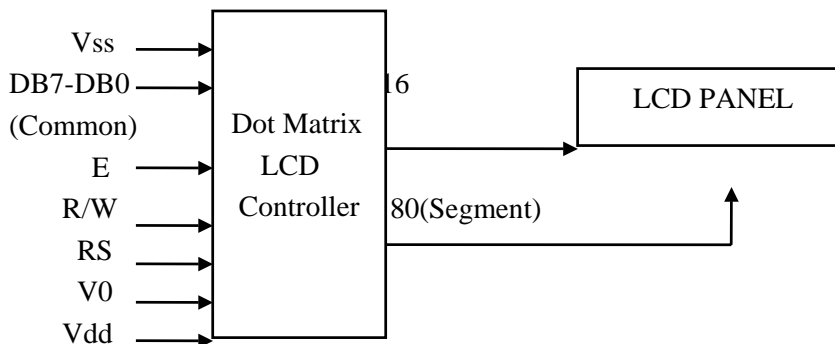 Vss
DB7-DB0
16
(Common)
LCD PANEL
Dot Matrix
LCD
Controller
E
R/W
80(Segment)
RS
V0
Vdd